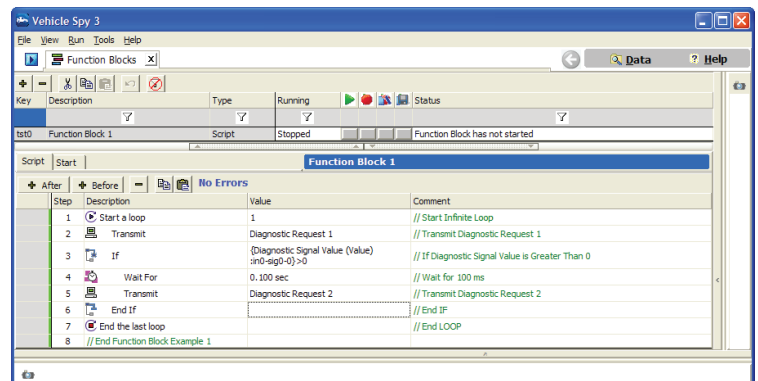 Vehicle Spy 3
File View Run Tools Help
Function Blocks x Data ? Help
Key Description Type Running Status
tst0 Function Block 1 Script Stopped Function Block has not started
Script Start Function Block 1
After Before No Errors
Step Description Value Comment
1 Start a loop 1 // Start Infinite Loop
2 Transmit Diagnostic Request 1 // Transmit Diagnostic Request 1
3 If {Diagnostic Signal Value (Value) :in0-sig0-0}>0 // If Diagnostic Signal Value is Greater Than 0
4 Wait For 0.100 sec // Wait for 100 ms
5 Transmit Diagnostic Request 2 // Transmit Diagnostic Request 2
6 End If // End IF
7 End the last loop // End LOOP
8 // End Function Block Example 1